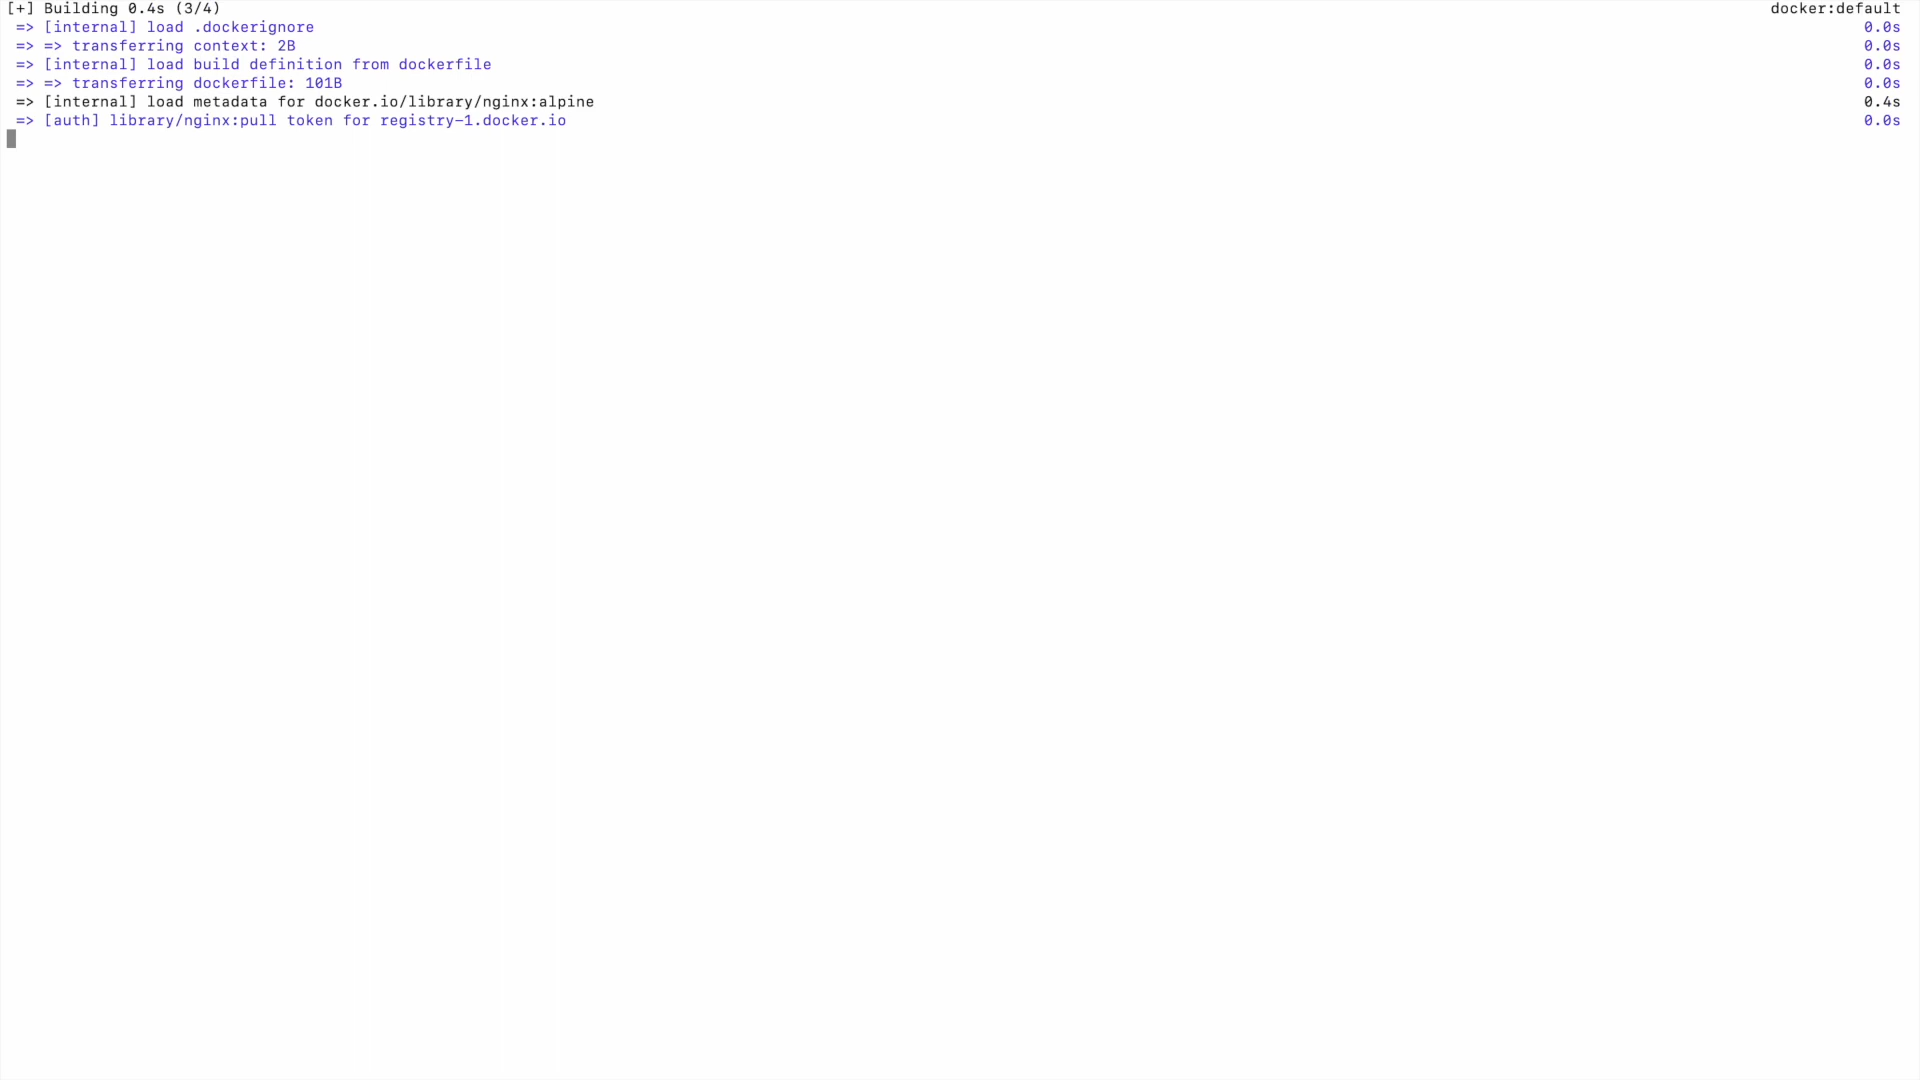 [+] Building 0.4s (3/4) docker:default
=> [internal] load .dockerignore 0.0s
=> => transferring context: 2B 0.0s
=> [internal] load build definition from dockerfile 0.0s
=> => transferring dockerfile: 101B 0.0s
=> [internal] load metadata for docker.io/library/nginx:alpine 0.4s
=> [auth] library/nginx:pull token for registry-1.docker.io 0.0s